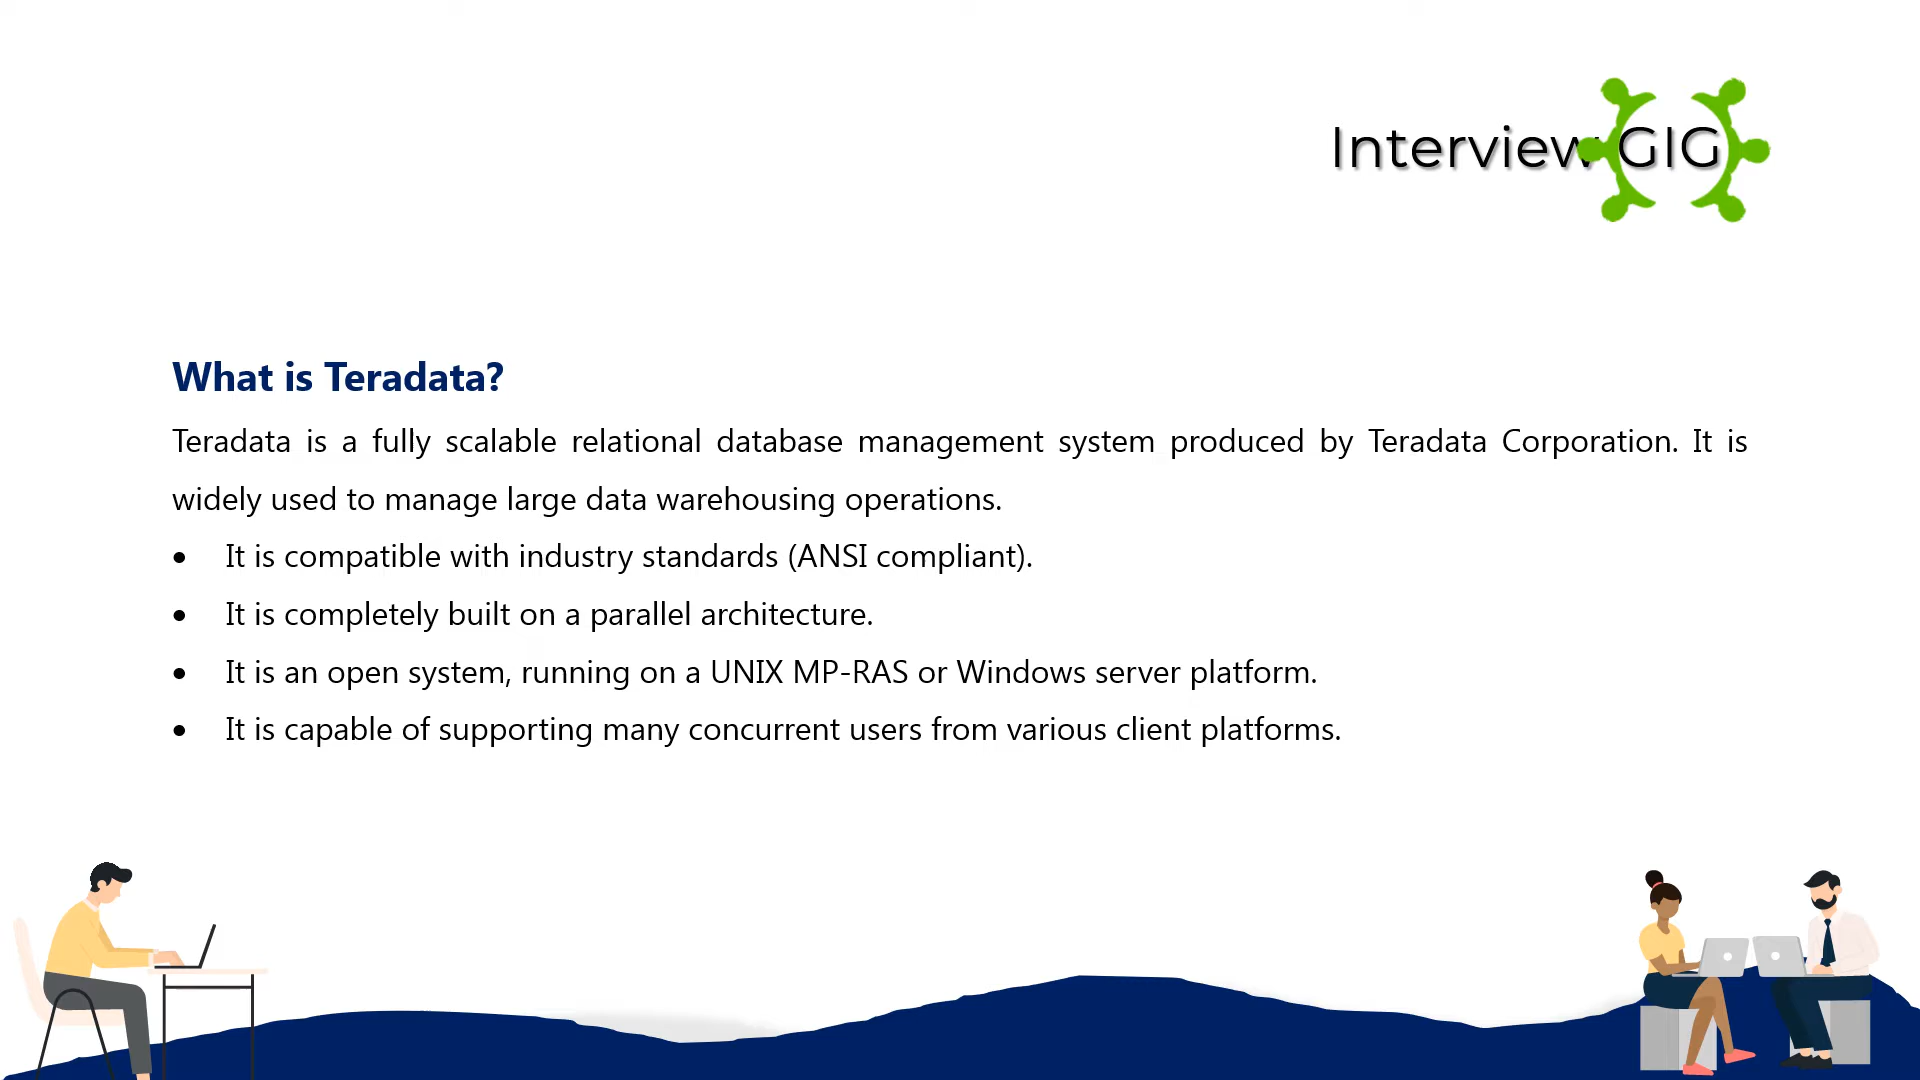 Interview GIG
What is Teradata?
Teradata is a fully scalable relational database management system produced by Teradata Corporation. It is
widely used to manage large data warehousing operations.
• It is compatible with industry standards (ANSI compliant).
• It is completely built on a parallel architecture.
• It is an open system, running on a UNIX MP-RAS or Windows server platform.
• It is capable of supporting many concurrent users from various client platforms.